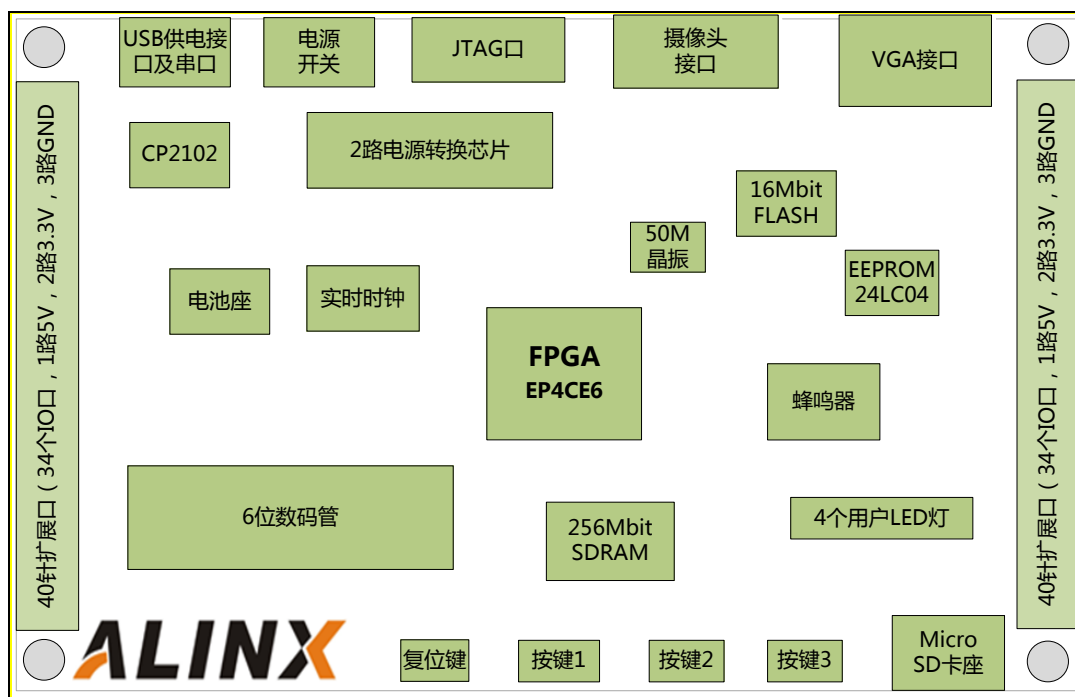 USB供电接
口及串口
电源
开关
JTAG口
摄像头
接口
VGA接口
40针扩展口（34个IO口，1路5V，2路3.3V，3路GND
CP2102
2路电源转换芯片
16Mbit
FLASH
50M
晶振
EEPROM
24LC04
电池座
实时时钟
FPGA
EP4CE6
蜂鸣器
6位数码管
256Mbit
SDRAM
4个用户LED灯
40针扩展口（34个IO口，1路5V，2路3.3V，3路GND
ALINX
复位键
按键1
按键2
按键3
Micro
SD卡座